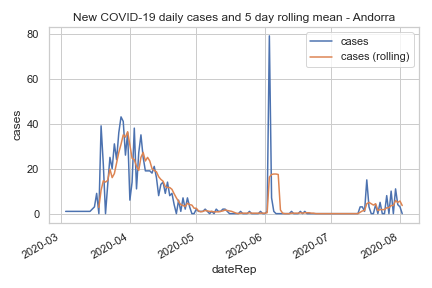 New COVID-19 daily cases and 5 day rolling mean - Andorra
cases
cases (rolling)
80
60
40
20
0
cases
2020-03
2020-04
2020-05
2020-06
2020-07
2020-08
dateRep